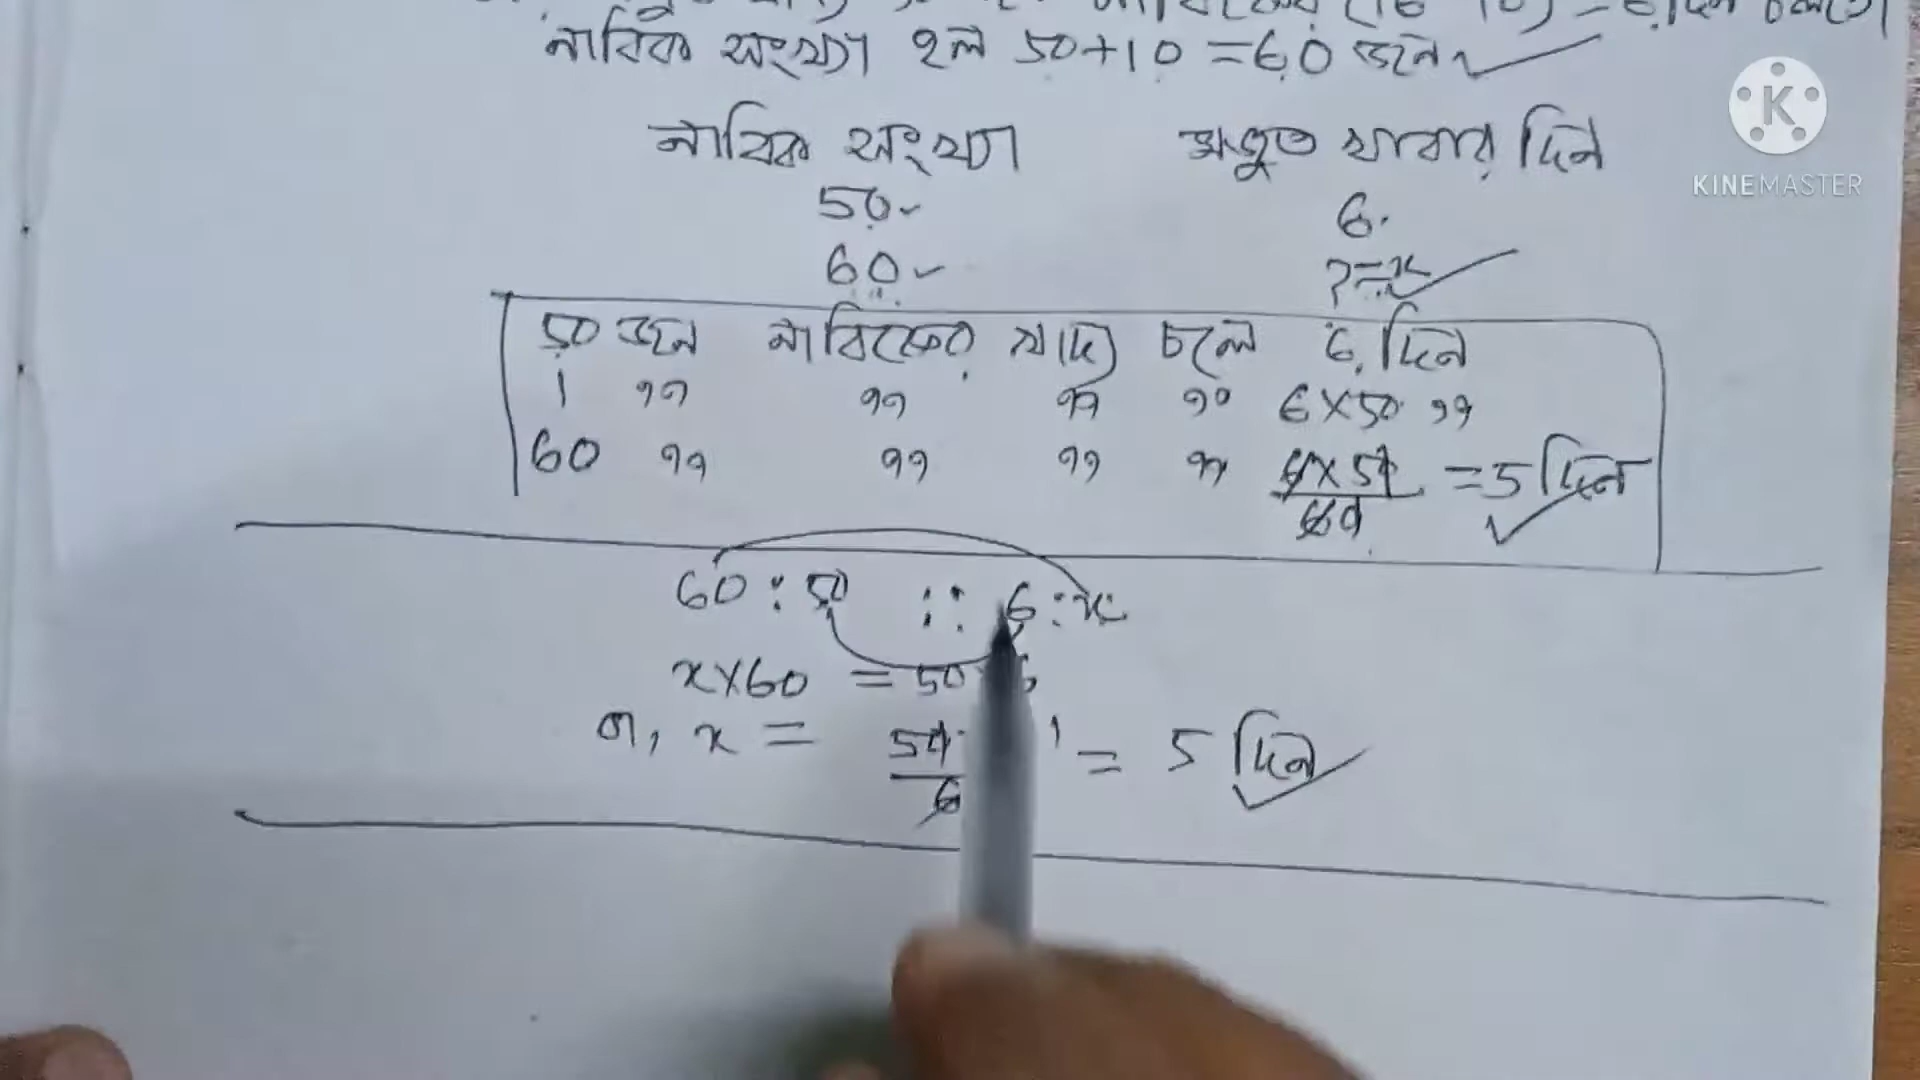 নাবিক সংখ্যা হল 50+10 =60 জন
নাবিক সংখ্যা মজুত খাবার দিন
50 6
60 ?=x
50 জন নাবিকের খাদ্য চলে 6 দিন
1 " " " " 6×50 "
60 " " " " 6×50/60 =5 দিন
60 : 50 :: 6 : x
x×60 = 50
বা, x = = 5 দিন
KINEMASTER